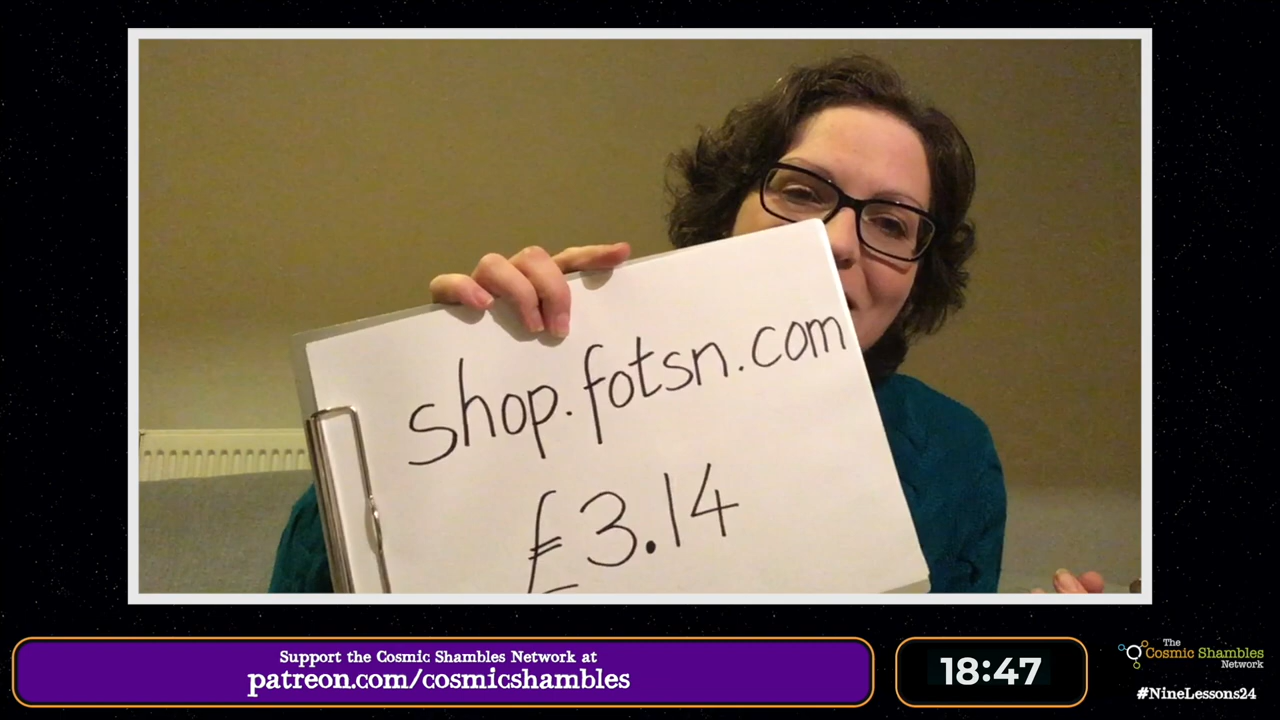 shop.fotsn.com
£3.14
Support the Cosmic Shambles Network at
patreon.com/cosmicshambles
18:47
The
Cosmic Shambles
Network
#NineLessons24